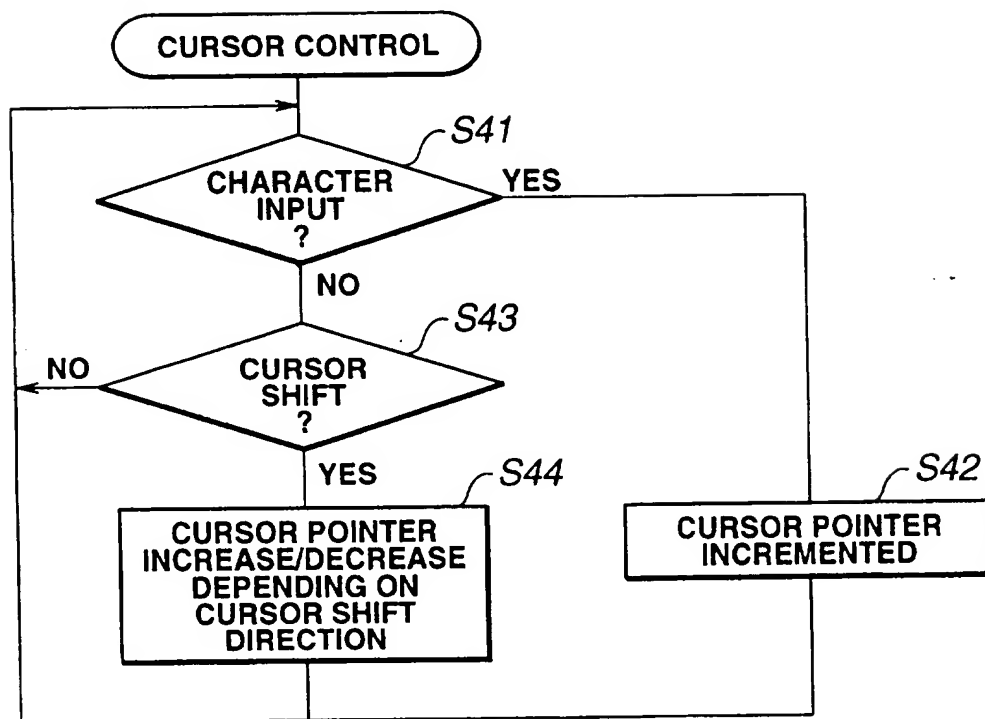 CURSOR CONTROL
S41
CHARACTER
INPUT
?
YES
NO
S43
CURSOR
SHIFT
?
NO
YES
S44
CURSOR POINTER
INCREASE/DECREASE
DEPENDING ON
CURSOR SHIFT
DIRECTION
S42
CURSOR POINTER
INCREMENTED